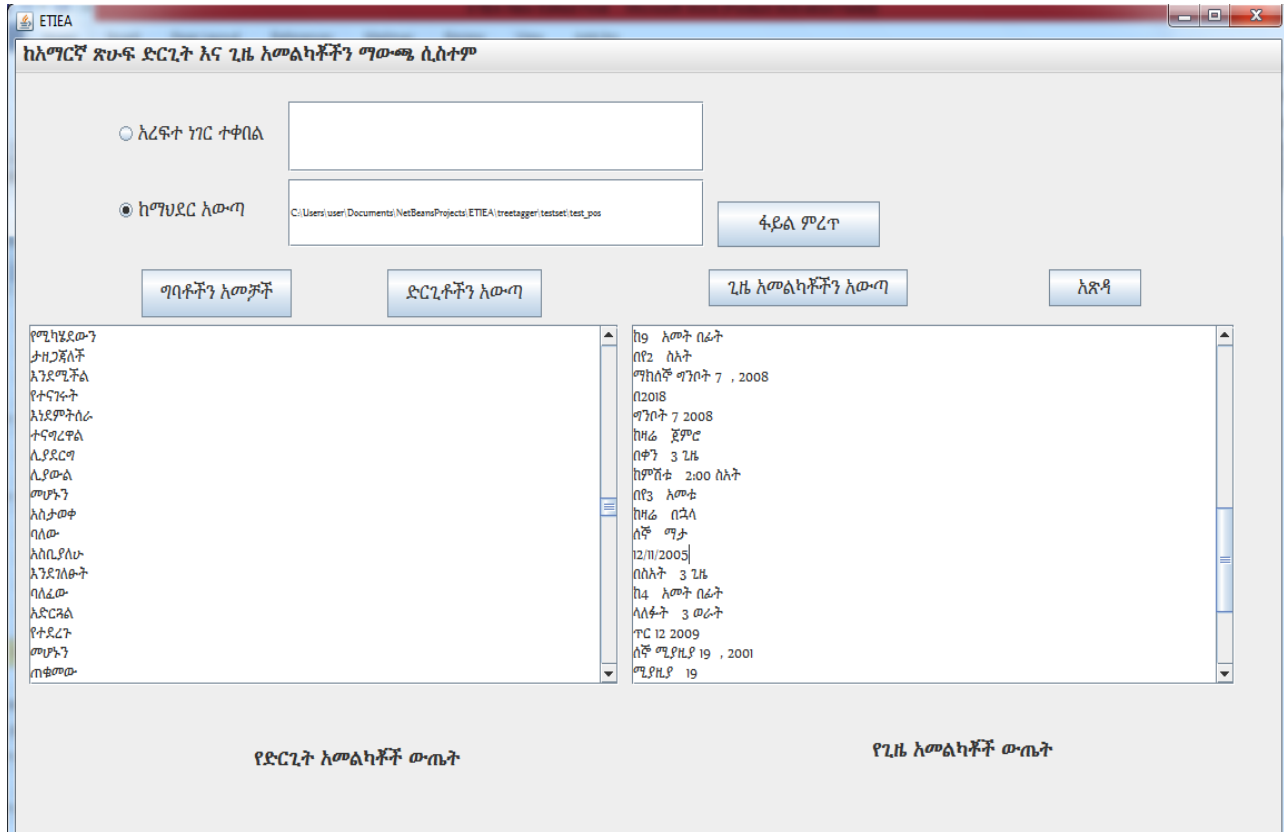 ETIEA
ከአማርኛ ጽሁፍ ድርጊት እና ጊዜ አመልካቾችን ማውጫ ሲስተም
አረፍተ ነገር ተቀበል
ከማህደር አውጣ
C:\Users\user\Documents\NetBeansProjects\ETIEA\treetagger\testset\test_pos
ፋይል ምረጥ
ግባቶችን አመቻች
ድርጊቶችን አውጣ
ጊዜ አመልካቾችን አውጣ
አጽዳ
የሚካሄደውን
ታዘጋጃለች
እንደሚችል
የተናገሩት
እነደምትሰራ
ተናግረዋል
ሊያደርግ
ሊያውል
መሆኑን
አስታወቀ
ባለው
አስቢያለሁ
እንደገለፁት
ባለፈው
አድርጓል
የተደረጉ
መሆኑን
ጠቁመው
ከ9 አመት በፊት
በየ2 ስአት
ማክሰኞ ግንቦት 7 , 2008
በ2018
ግንቦት 7 2008
ከዛሬ ጀምሮ
በቀን 3 ጊዜ
ከምሽቱ 2:00 ስአት
በየ3 አመቱ
ከዛሬ በኋላ
ሰኞ ማታ
12/11/2005
በስአት 3 ጊዜ
ከ4 አመት በፊት
ላለፉት 3 ወራት
ጥር 12 2009
ሰኞ ሚያዚያ 19 , 2001
ሚያዚያ 19
የድርጊት አመልካቾች ውጤት
የጊዜ አመልካቾች ውጤት